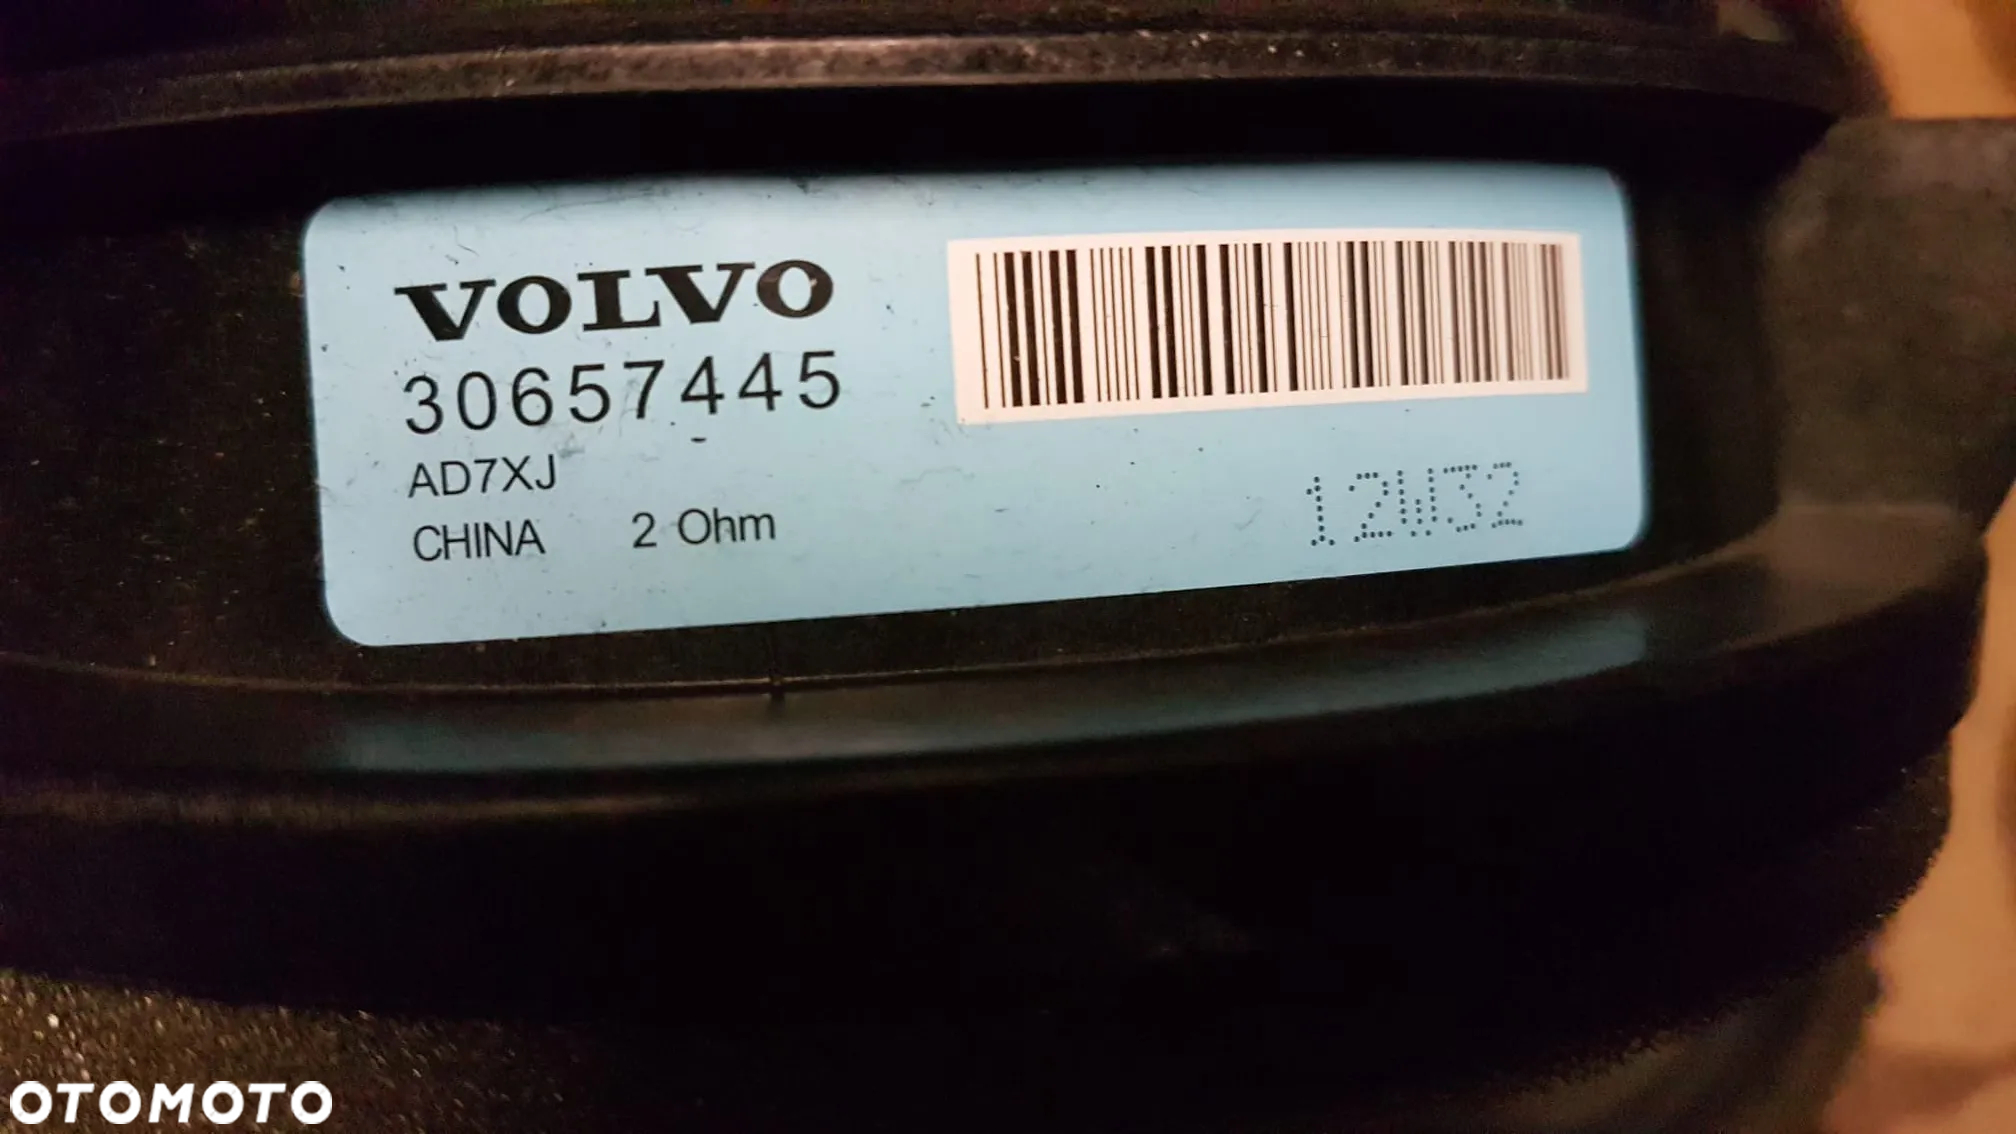 VOLVO
30657445
AD7XJ
CHINA 2 Ohm
12W32
OTOMOTO